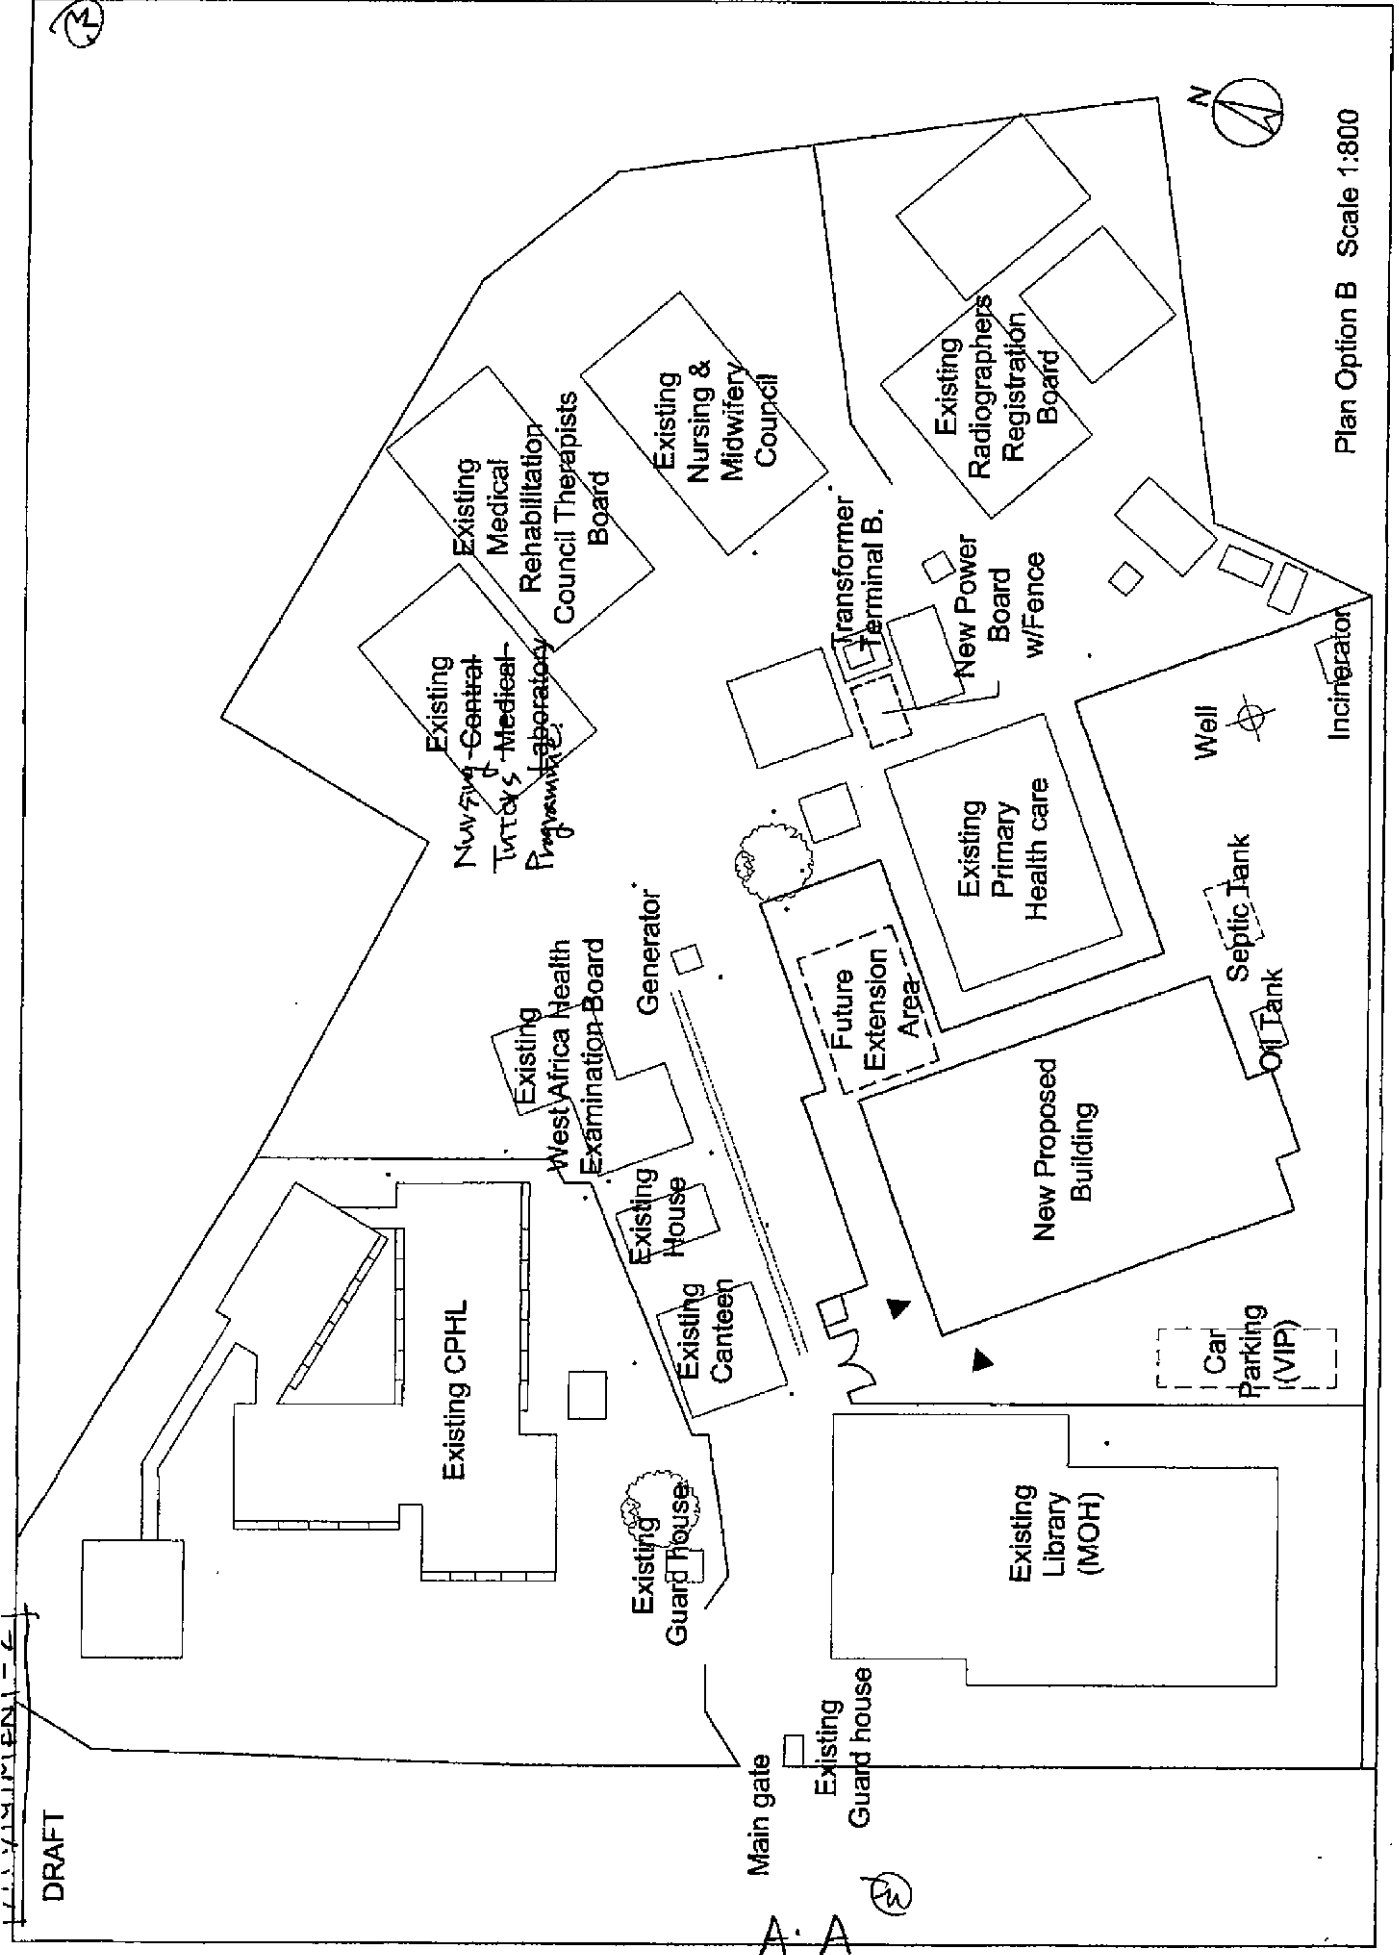 DRAFT
Existing CPHL
Existing
Guard house
Main gate
Existing
Guard house
Existing
Library
(MOH)
Existing
Canteen
Existing
House
Existing
West Africa Health
Examination Board
Generator
Existing
Nursing Central
Tutors Medical
Programme. Laboratory
Existing
Medical
Rehabilitation
Council Therapists
Board
Existing
Nursing &
Midwifery
Council
Transformer
Terminal B.
New Power
Board
w/Fence
Existing
Radiographers
Registration
Board
Future
Extension
Area
Existing
Primary
Health care
New Proposed
Building
Car
Parking
(VIP)
Oil Tank
Septic Tank
Well
Incinerator
N
Plan Option B Scale 1:800
A
A